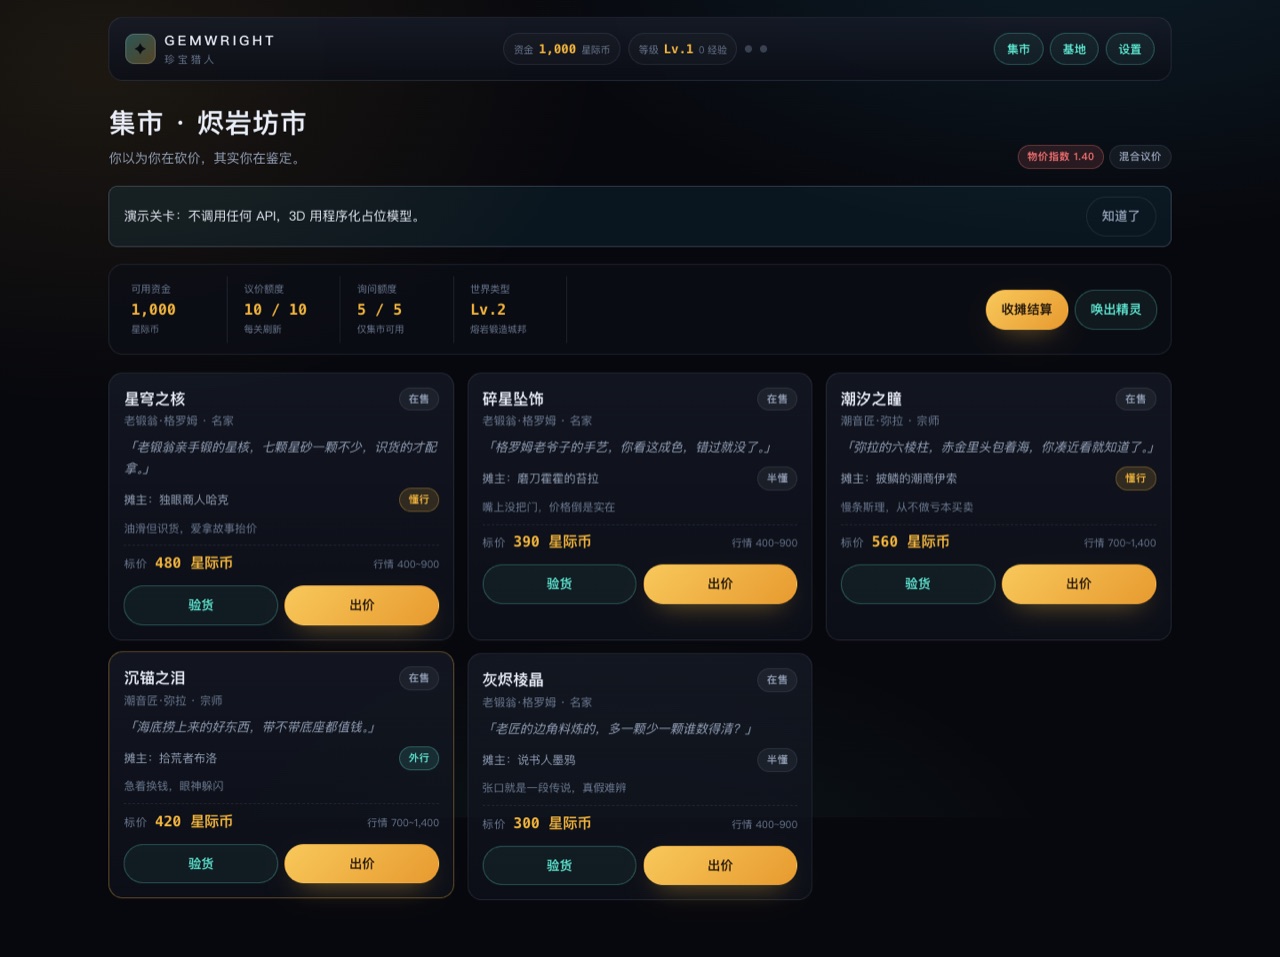 GEMWRIGHT
珍宝猎人
资金 1,000 星际币
等级 Lv.1 0 经验
集市
基地
设置
集市 · 烬岩坊市
你以为你在砍价，其实你在鉴定。
物价指数 1.40
混合议价
演示关卡：不调用任何 API，3D 用程序化占位模型。
知道了
可用资金
1,000
星际币
议价额度
10 / 10
每关刷新
询问额度
5 / 5
仅集市可用
世界类型
Lv.2
熔岩锻造城邦
收摊结算
唤出精灵
星穹之核
在售
老锻翁·格罗姆 · 名家
「老锻翁亲手锻的星核，七颗星砂一颗不少，识货的才配
拿。」
摊主：独眼商人哈克
懂行
油滑但识货，爱拿故事抬价
标价 480 星际币
行情 400~900
验货
出价
碎星坠饰
在售
老锻翁·格罗姆 · 名家
「格罗姆老爷子的手艺，你看这成色，错过就没了。」
摊主：磨刀霍霍的苔拉
半懂
嘴上没把门，价格倒是实在
标价 390 星际币
行情 400~900
验货
出价
潮汐之瞳
在售
潮音匠·弥拉 · 宗师
「弥拉的六棱柱，赤金里头包着海，你凑近看就知道了。」
摊主：披鳞的潮商伊索
懂行
慢条斯理，从不做亏本买卖
标价 560 星际币
行情 700~1,400
验货
出价
沉锚之泪
在售
潮音匠·弥拉 · 宗师
「海底捞上来的好东西，带不带底座都值钱。」
摊主：拾荒者布洛
外行
急着换钱，眼神躲闪
标价 420 星际币
行情 700~1,400
验货
出价
灰烬棱晶
在售
老锻翁·格罗姆 · 名家
「老匠的边角料炼的，多一颗少一颗谁数得清？」
摊主：说书人墨鸦
半懂
张口就是一段传说，真假难辨
标价 300 星际币
行情 400~900
验货
出价